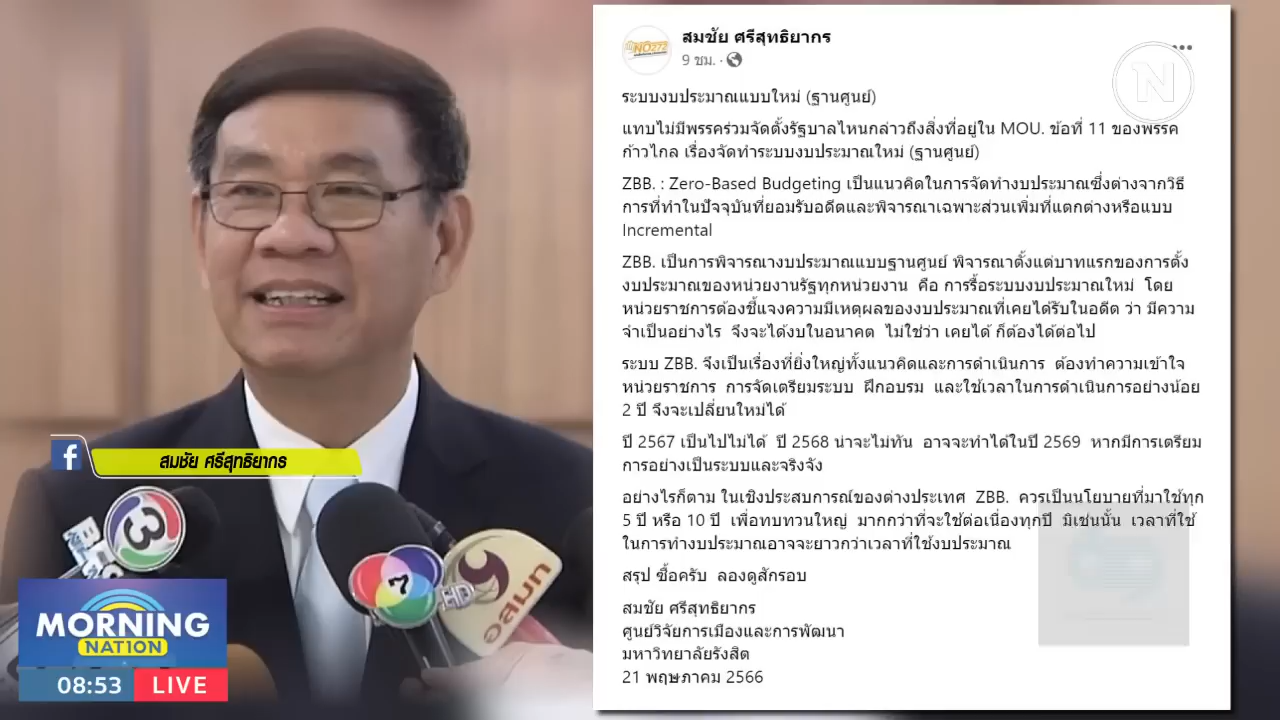 สมชัย ศรีสุทธิยากร
9 ชม.
ระบบงบประมาณแบบใหม่ (ฐานศูนย์)
แทบไม่มีพรรคร่วมจัดตั้งรัฐบาลไหนกล่าวถึงสิ่งที่อยู่ใน MOU. ข้อที่ 11 ของพรรค
ก้าวไกล เรื่องจัดทำระบบงบประมาณใหม่ (ฐานศูนย์)
ZBB. : Zero-Based Budgeting เป็นแนวคิดในการจัดทำงบประมาณซึ่งต่างจากวิธี
การที่ทำในปัจจุบันที่ยอมรับอดีตและพิจารณาเฉพาะส่วนเพิ่มที่แตกต่างหรือแบบ
Incremental
ZBB. เป็นการพิจารณางบประมาณแบบฐานศูนย์ พิจารณาตั้งแต่บาทแรกของการตั้ง
งบประมาณของหน่วยงานรัฐทุกหน่วยงาน คือ การรื้อระบบงบประมาณใหม่ โดย
หน่วยราชการต้องชี้แจงความมีเหตุผลของงบประมาณที่เคยได้รับในอดีต ว่า มีความ
จำเป็นอย่างไร จึงจะได้งบในอนาคต ไม่ใช่ว่า เคยได้ ก็ต้องได้ต่อไป
ระบบ ZBB. จึงเป็นเรื่องที่ยิ่งใหญ่ทั้งแนวคิดและการดำเนินการ ต้องทำความเข้าใจ
หน่วยราชการ การจัดเตรียมระบบ ฝึกอบรม และใช้เวลาในการดำเนินการอย่างน้อย
2 ปี จึงจะเปลี่ยนใหม่ได้
ปี 2567 เป็นไปไม่ได้ ปี 2568 น่าจะไม่ทัน อาจจะทำได้ในปี 2569 หากมีการเตรียม
การอย่างเป็นระบบและจริงจัง
อย่างไรก็ตาม ในเชิงประสบการณ์ของต่างประเทศ ZBB. ควรเป็นนโยบายที่มาใช้ทุก
5 ปี หรือ 10 ปี เพื่อทบทวนใหญ่ มากกว่าที่จะใช้ต่อเนื่องทุกปี มิเช่นนั้น เวลาที่ใช้
ในการทำงบประมาณอาจจะยาวกว่าเวลาที่ใช้งบประมาณ
สรุป ซื้อครับ ลองดูสักรอบ
สมชัย ศรีสุทธิยากร
ศูนย์วิจัยการเมืองและการพัฒนา
มหาวิทยาลัยรังสิต
21 พฤษภาคม 2566
N
f
สมชัย ศรีสุทธิยากร
3
7
9
HD
อสมท
MORNING
NATION
08:53 LIVE